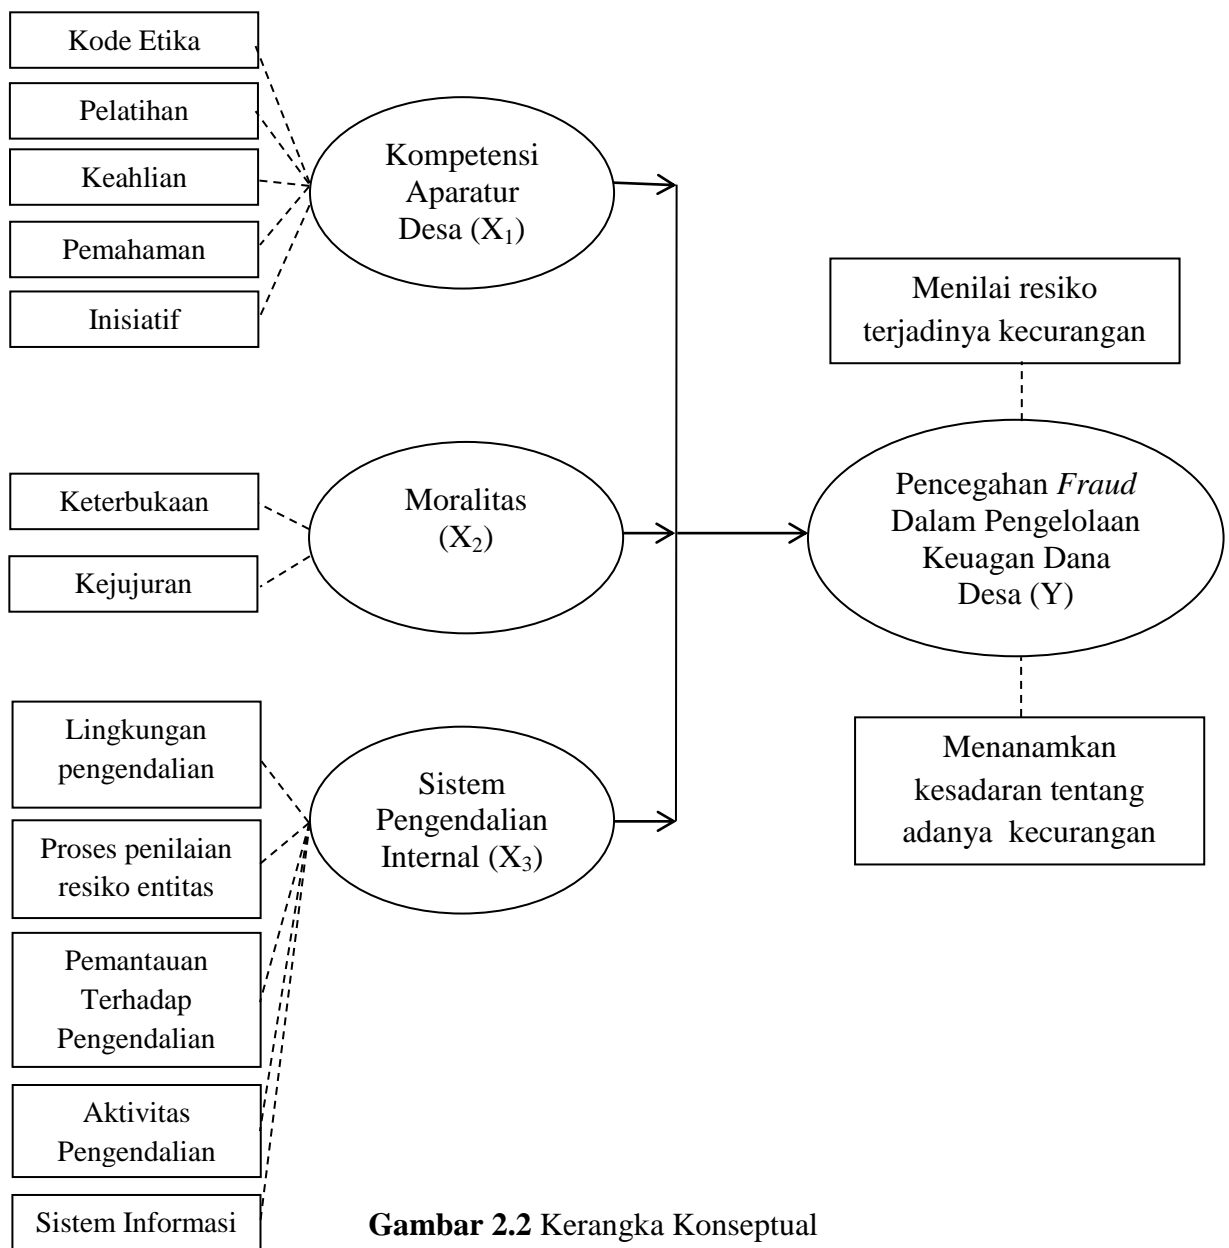 Kode Etika
Pelatihan
Keahlian
Pemahaman
Inisiatif
Kompetensi
Aparatur
Desa (X₁)
Menilai resiko
terjadinya kecurangan
Keterbukaan
Kejujuran
Moralitas
(X₂)
Pencegahan Fraud
Dalam Pengelolaan
Keuagan Dana
Desa (Y)
Lingkungan
pengendalian
Proses penilaian
resiko entitas
Pemantauan
Terhadap
Pengendalian
Aktivitas
Pengendalian
Sistem Informasi
Sistem
Pengendalian
Internal (X₃)
Menanamkan
kesadaran tentang
adanya kecurangan
Gambar 2.2 Kerangka Konseptual